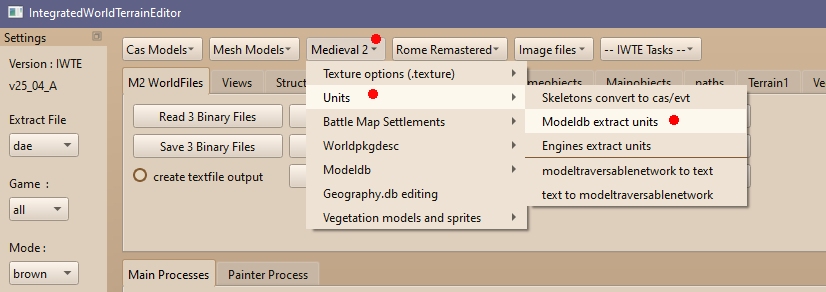 IntegratedWorldTerrainEditor
Settings
Cas Models Mesh Models Medieval 2 Rome Remastered Image files -- IWTE Tasks --
Version : IWTE
v25_04_A
M2 WorldFiles Views Struct meobjects Mainobjects paths Terrain1
Texture options (.texture)
Units Skeletons convert to cas/evt
Extract File Read 3 Binary Files Battle Map Settlements Modeldb extract units
dae Save 3 Binary Files Worldpkgdesc Engines extract units
create textfile output Modeldb modeltraversablenetwork to text
Game : Geography.db editing text to modeltraversablenetwork
all Vegetation models and sprites
Mode :
brown Main Processes Painter Process